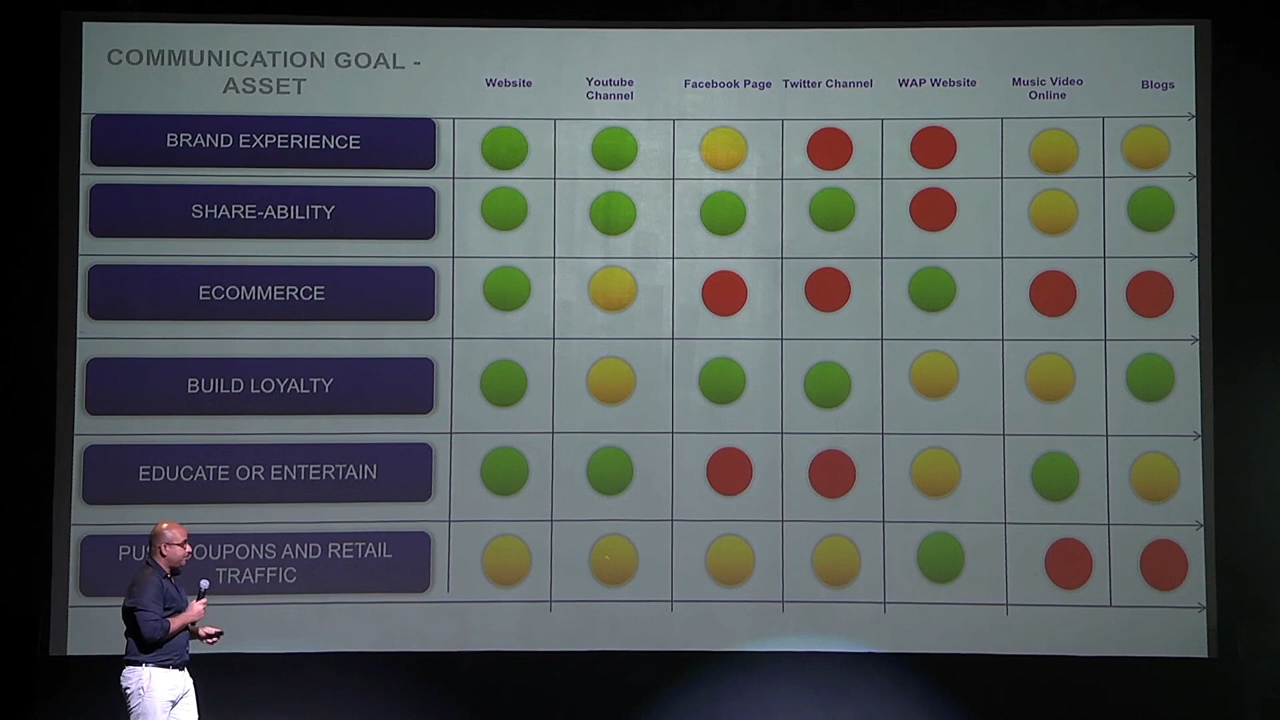 COMMUNICATION GOAL -
ASSET
Website
Youtube
Channel
Facebook Page
Twitter Channel
WAP Website
Music Video
Online
Blogs
BRAND EXPERIENCE
SHARE-ABILITY
ECOMMERCE
BUILD LOYALTY
EDUCATE OR ENTERTAIN
AND RETAIL
TRAFFIC